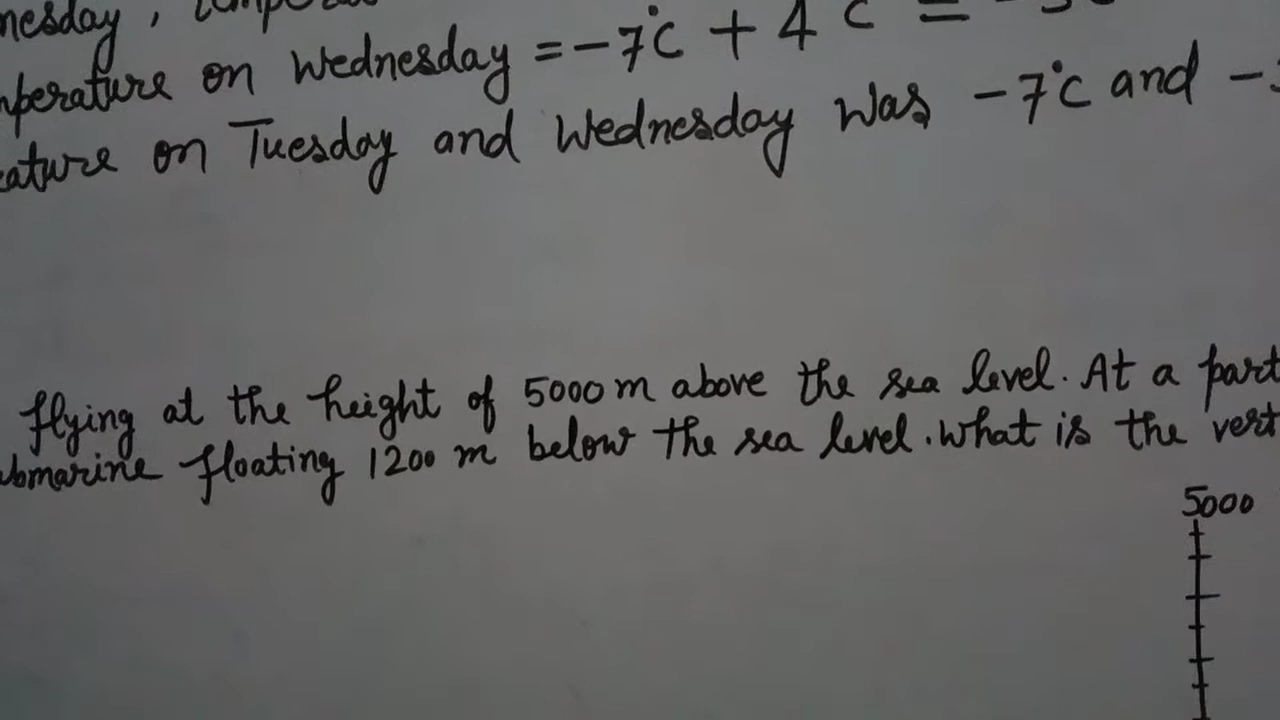 nesday,
perature on Wednesday = -7°C + 4°C =
ature on Tuesday and Wednesday was -7°C and -
flying at the height of 5000 m above the sea level. At a part
bmarine floating 1200 m below the sea level. What is the vert
5000